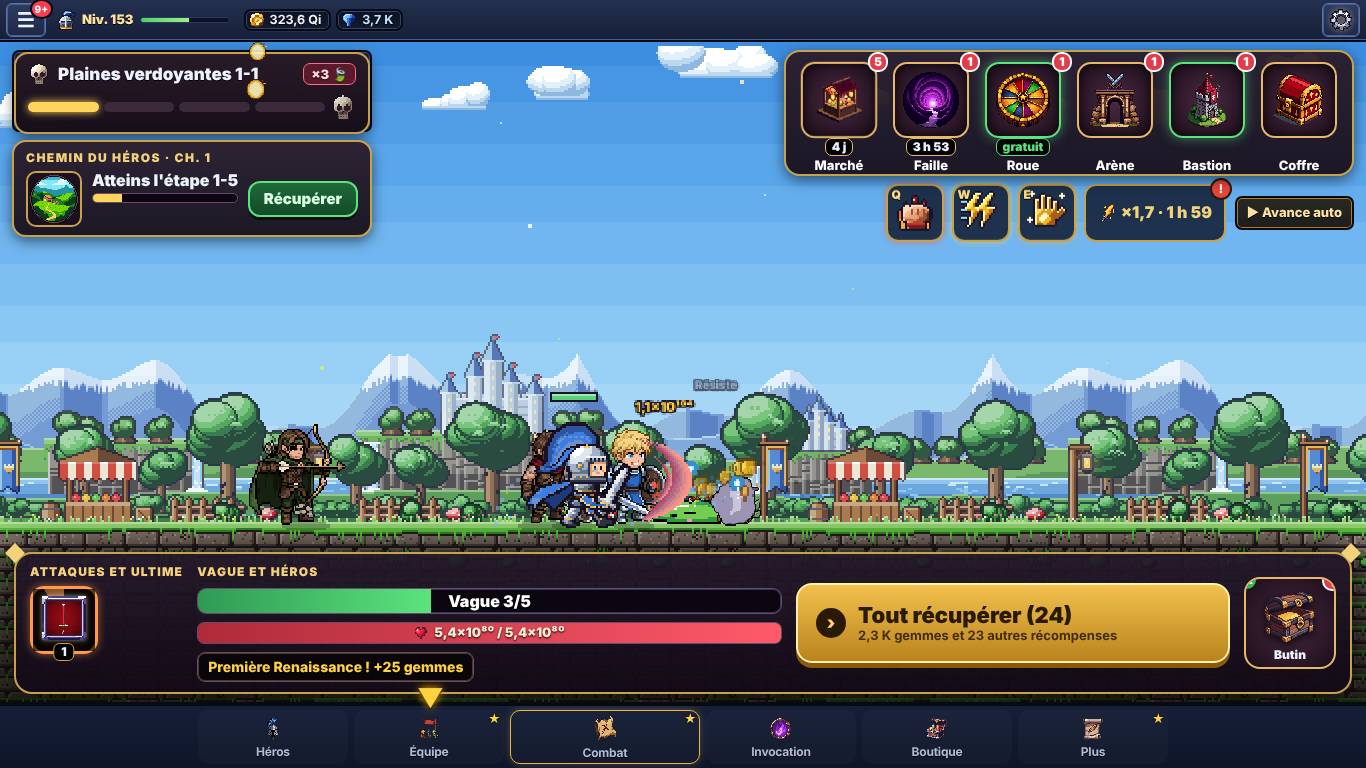 9+
Niv. 153
323,6 Qi
3,7 K
Plaines verdoyantes 1-1
×3
CHEMIN DU HÉROS · CH. 1
Atteins l'étape 1-5
Récupérer
5
1
1
1
1
4 j
3 h 53
gratuit
Marché
Faille
Roue
Arène
Bastion
Coffre
Q
W
E
×1,7 · 1 h 59
!
Avance auto
Résiste
1,1×10¹⁰⁴
ATTAQUES ET ULTIME
VAGUE ET HÉROS
1
Vague 3/5
5,4×10⁸⁰ / 5,4×10⁸⁰
Première Renaissance ! +25 gemmes
Tout récupérer (24)
2,3 K gemmes et 23 autres récompenses
Butin
Héros
Équipe
Combat
Invocation
Boutique
Plus